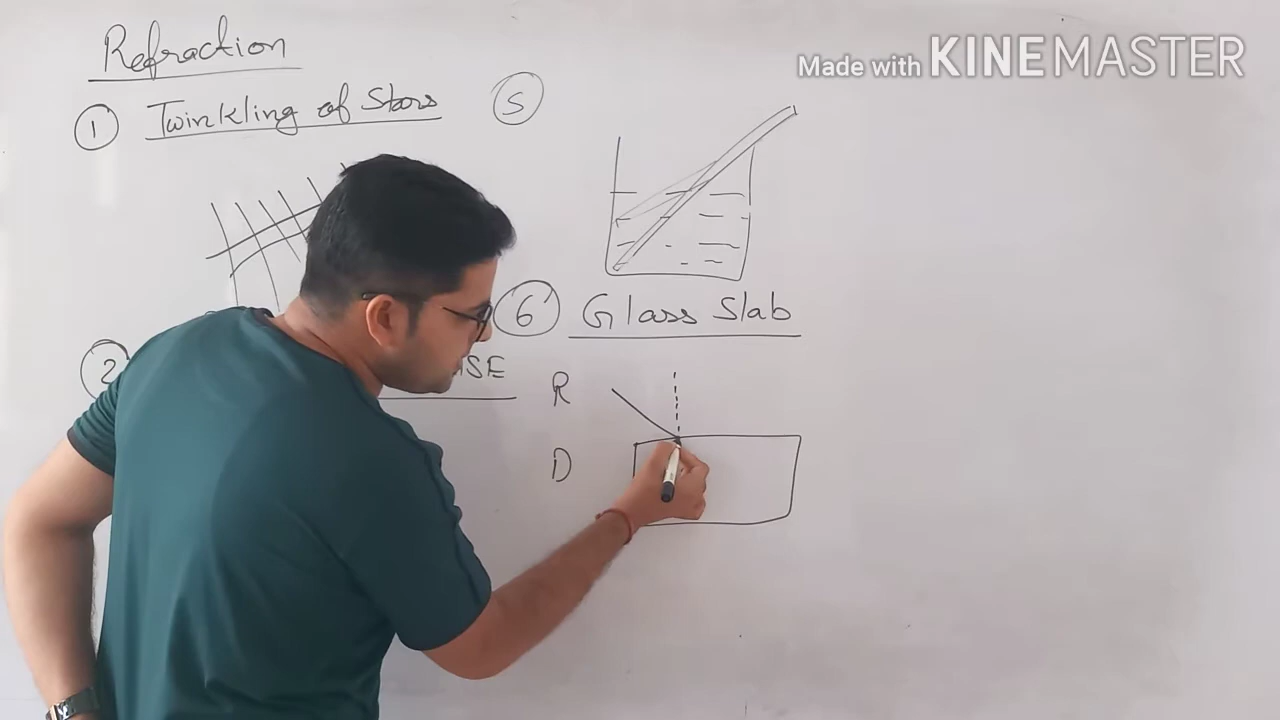 Refraction
① Twinkling of Stars
②
⑤
⑥ Glass Slab
R
D
Made with KINEMASTER